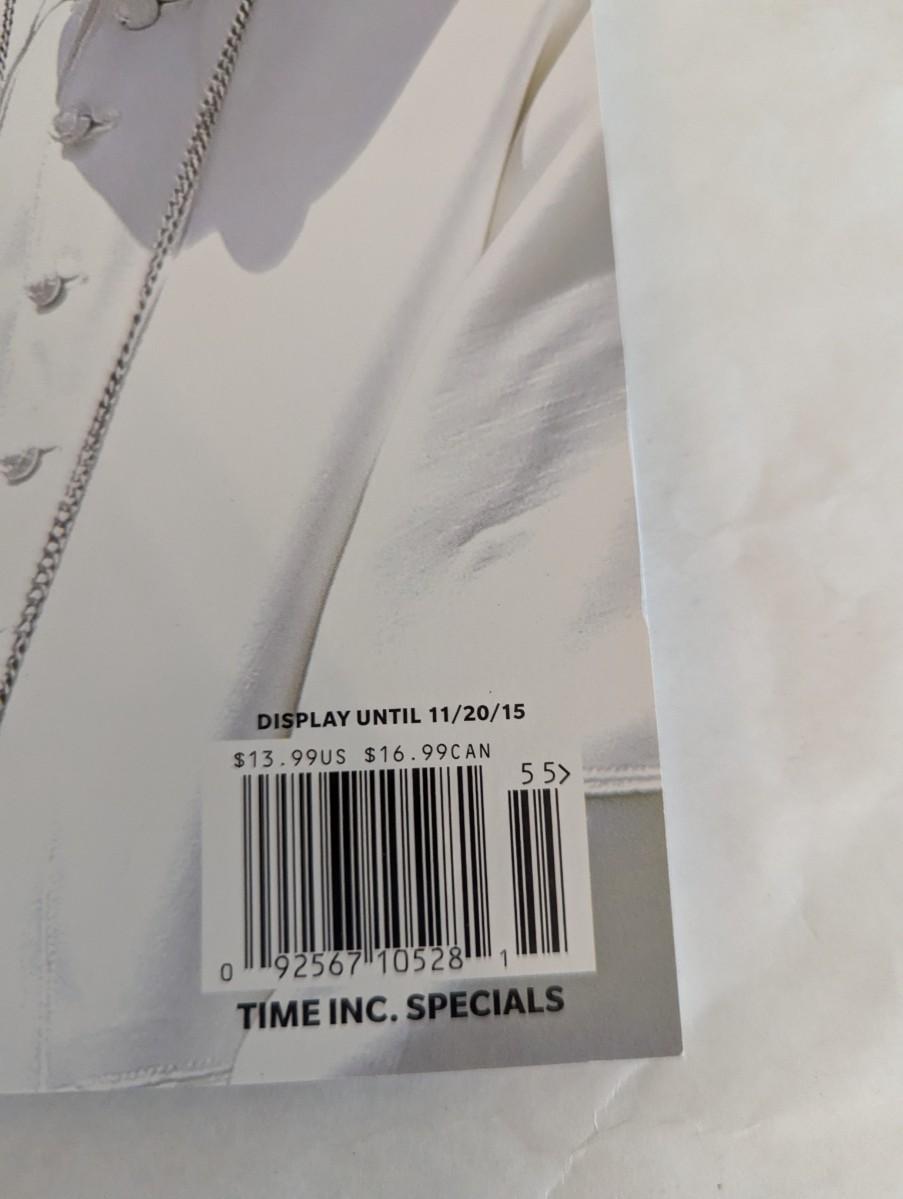 DISPLAY UNTIL 11/20/15
$13.99US $16.99CAN
55>
0 92567 10528 1
TIME INC. SPECIALS